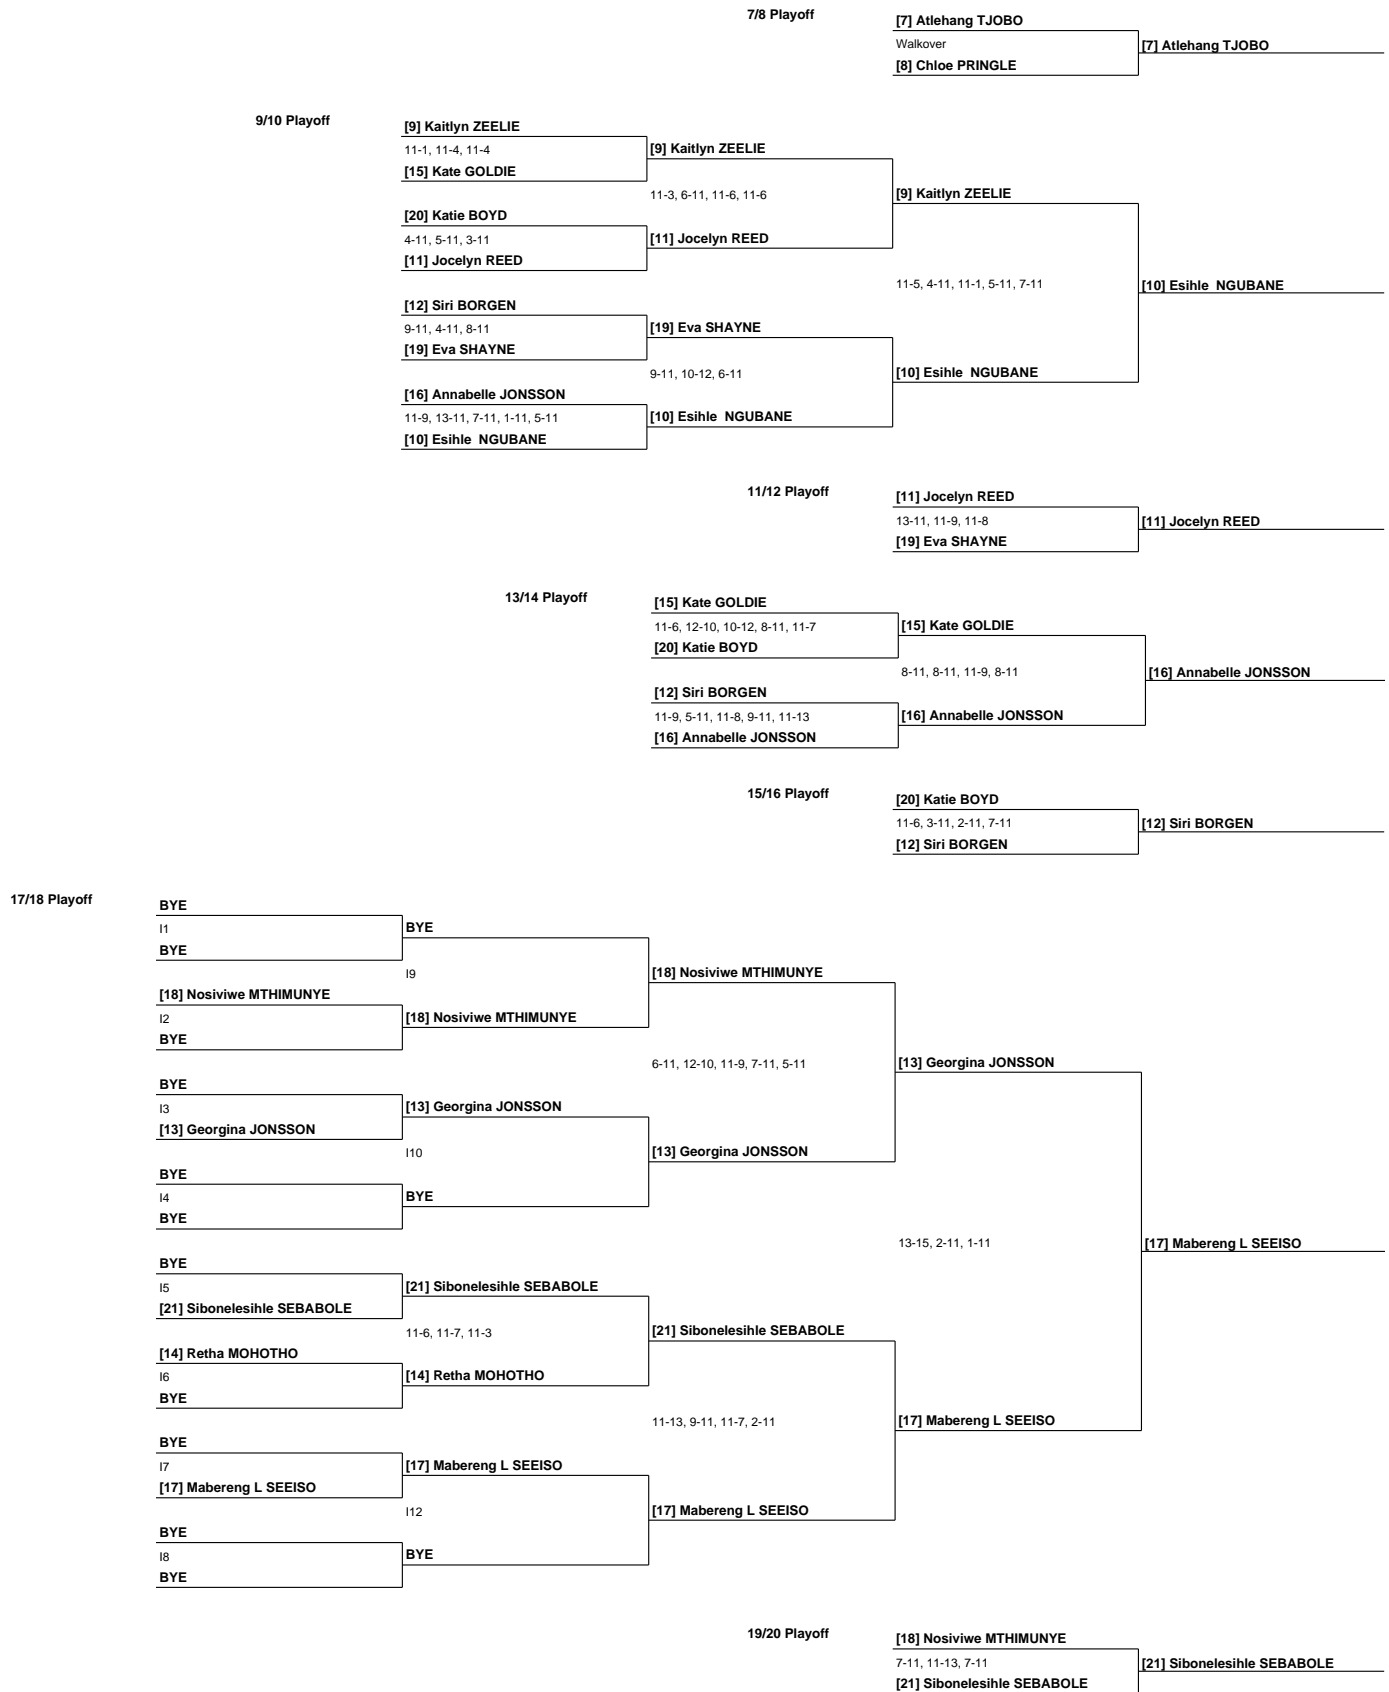 7/8 Playoff
[7] Atlehang TJOBO
Walkover
[7] Atlehang TJOBO
[8] Chloe PRINGLE
9/10 Playoff
[9] Kaitlyn ZEELIE
11-1, 11-4, 11-4
[9] Kaitlyn ZEELIE
[15] Kate GOLDIE
11-3, 6-11, 11-6, 11-6
[9] Kaitlyn ZEELIE
[20] Katie BOYD
4-11, 5-11, 3-11
[11] Jocelyn REED
[11] Jocelyn REED
11-5, 4-11, 11-1, 5-11, 7-11
[10] Esihle  NGUBANE
[12] Siri BORGEN
9-11, 4-11, 8-11
[19] Eva SHAYNE
[19] Eva SHAYNE
9-11, 10-12, 6-11
[10] Esihle  NGUBANE
[16] Annabelle JONSSON
11-9, 13-11, 7-11, 1-11, 5-11
[10] Esihle  NGUBANE
[10] Esihle  NGUBANE
11/12 Playoff
[11] Jocelyn REED
13-11, 11-9, 11-8
[11] Jocelyn REED
[19] Eva SHAYNE
13/14 Playoff
[15] Kate GOLDIE
11-6, 12-10, 10-12, 8-11, 11-7
[15] Kate GOLDIE
[20] Katie BOYD
8-11, 8-11, 11-9, 8-11
[16] Annabelle JONSSON
[12] Siri BORGEN
11-9, 5-11, 11-8, 9-11, 11-13
[16] Annabelle JONSSON
[16] Annabelle JONSSON
15/16 Playoff
[20] Katie BOYD
11-6, 3-11, 2-11, 7-11
[12] Siri BORGEN
[12] Siri BORGEN
17/18 Playoff
BYE
I1
BYE
BYE
I9
[18] Nosiviwe MTHIMUNYE
[18] Nosiviwe MTHIMUNYE
I2
[18] Nosiviwe MTHIMUNYE
BYE
6-11, 12-10, 11-9, 7-11, 5-11
[13] Georgina JONSSON
BYE
I3
[13] Georgina JONSSON
[13] Georgina JONSSON
I10
[13] Georgina JONSSON
BYE
I4
BYE
BYE
13-15, 2-11, 1-11
[17] Mabereng L SEEISO
BYE
I5
[21] Sibonelesihle SEBABOLE
[21] Sibonelesihle SEBABOLE
11-6, 11-7, 11-3
[21] Sibonelesihle SEBABOLE
[14] Retha MOHOTHO
I6
[14] Retha MOHOTHO
BYE
11-13, 9-11, 11-7, 2-11
[17] Mabereng L SEEISO
BYE
I7
[17] Mabereng L SEEISO
[17] Mabereng L SEEISO
I12
[17] Mabereng L SEEISO
BYE
I8
BYE
BYE
19/20 Playoff
[18] Nosiviwe MTHIMUNYE
7-11, 11-13, 7-11
[21] Sibonelesihle SEBABOLE
[21] Sibonelesihle SEBABOLE